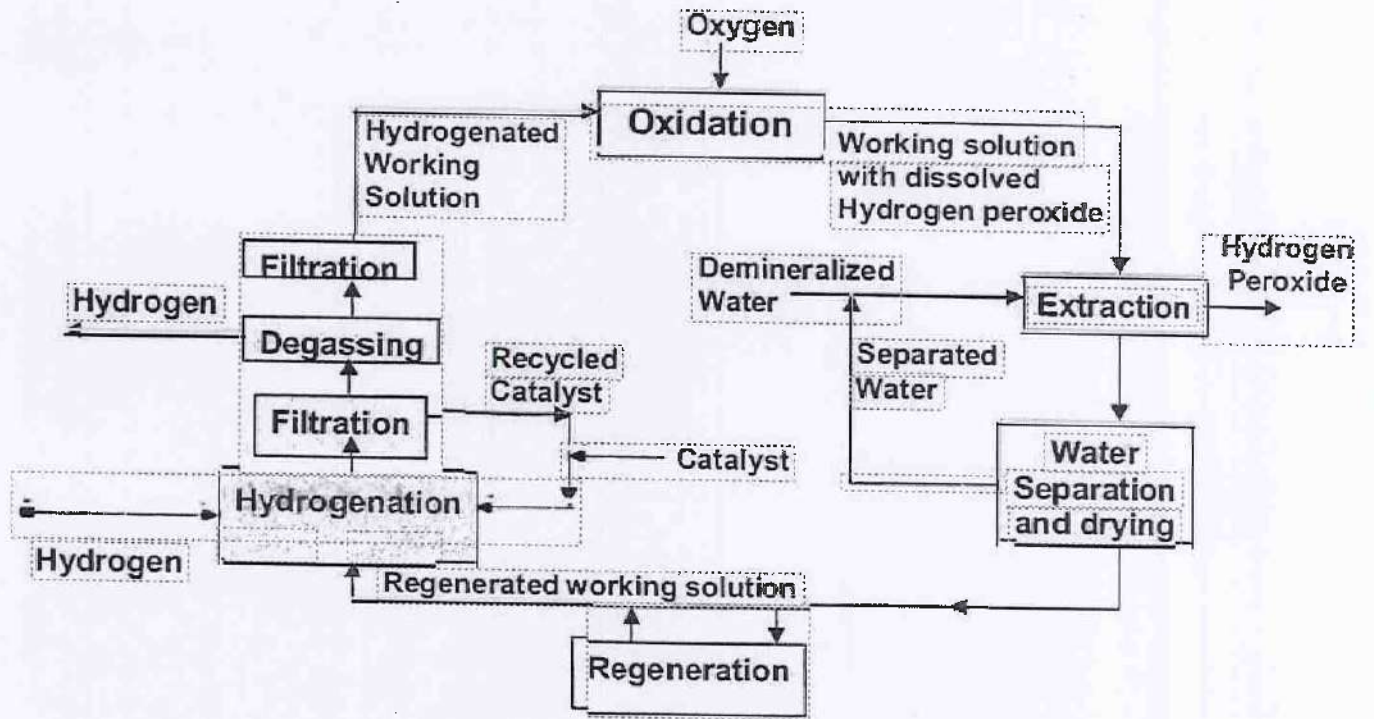 Oxygen
Oxidation
Hydrogenated
Working
Solution
Working solution
with dissolved
Hydrogen peroxide
Filtration
Hydrogen
Degassing
Recycled
Catalyst
Filtration
Catalyst
Hydrogenation
Hydrogen
Demineralized
Water
Hydrogen
Peroxide
Extraction
Separated
Water
Water
Separation
and drying
Regenerated working solution
Regeneration